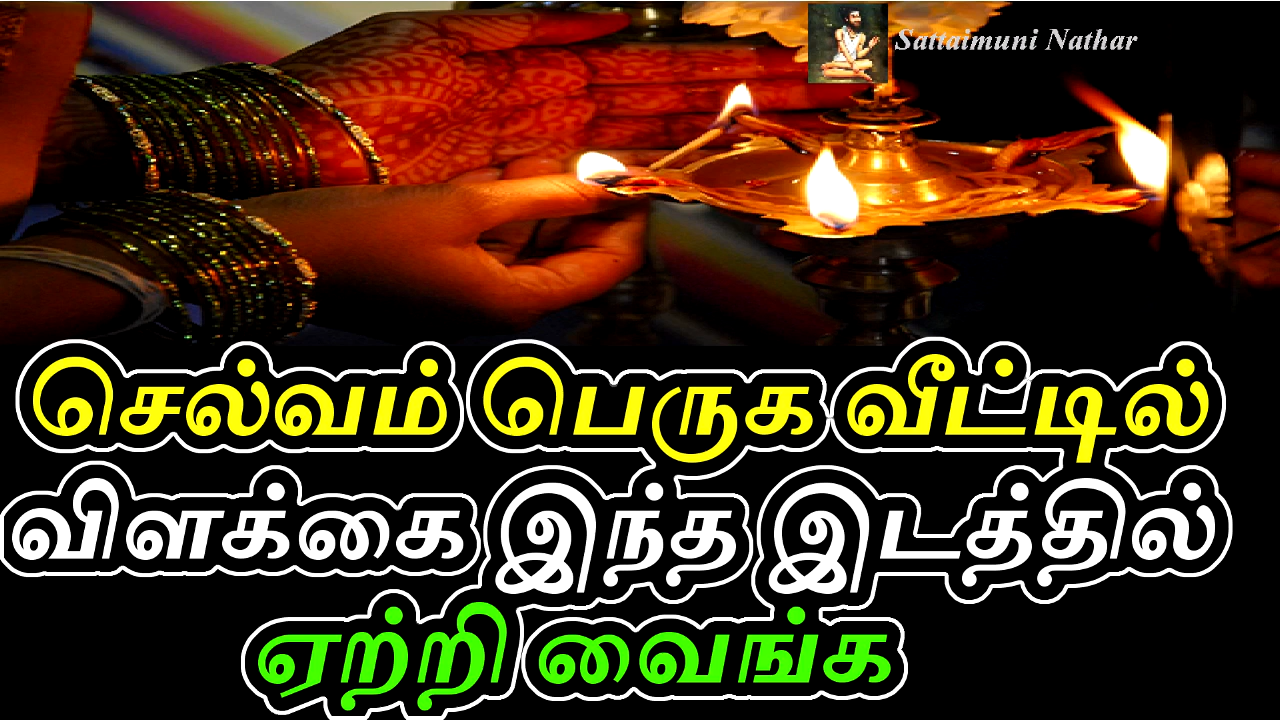 Sattaimuni Nathar
செல்வம் பெருக வீட்டில்
விளக்கை இந்த இடத்தில்
ஏற்றி வைங்க